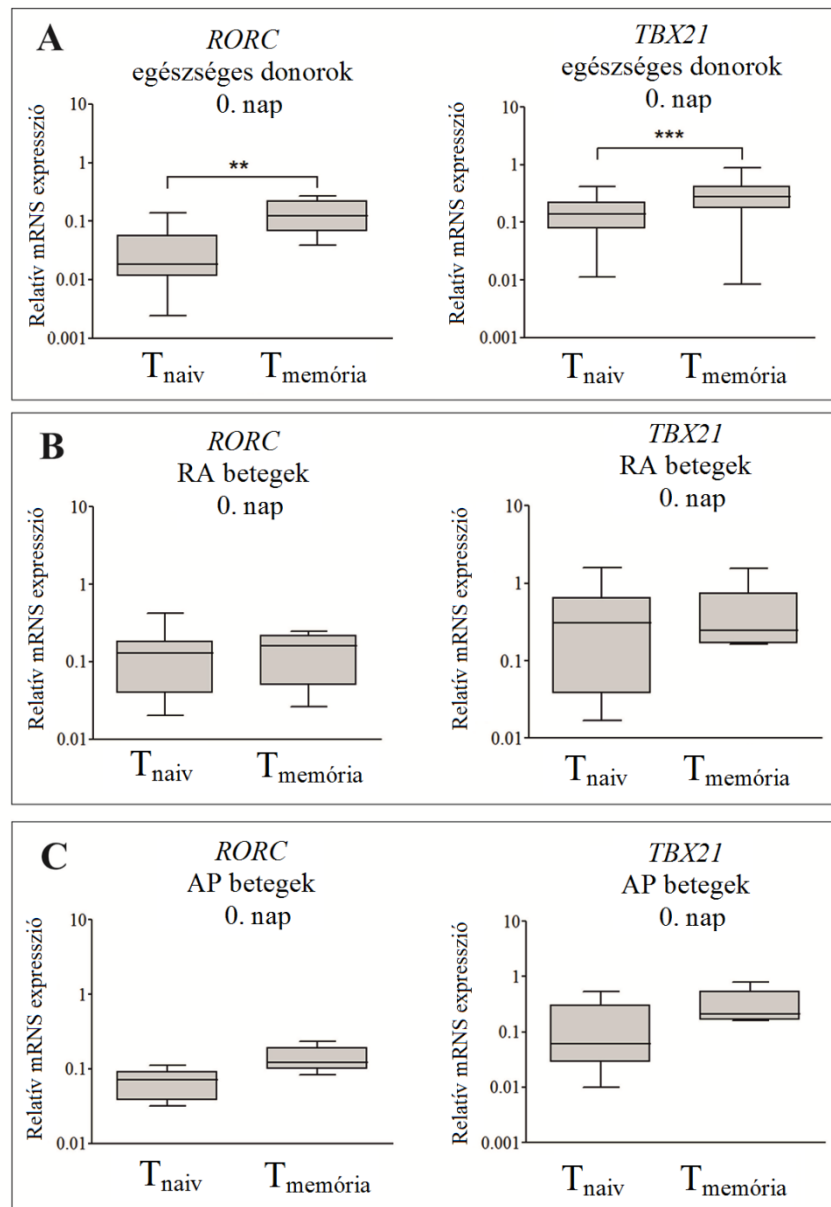 A
RORC
egészséges donorok
0. nap
Relatív mRNS expresszió
10
1
0.1
0.01
0.001
**
Tnaiv
Tmemória
TBX21
egészséges donorok
0. nap
Relatív mRNS expresszió
10
1
0.1
0.01
0.001
***
Tnaiv
Tmemória
B
RORC
RA betegek
0. nap
Relatív mRNS expresszió
10
1
0.1
0.01
Tnaiv
Tmemória
TBX21
RA betegek
0. nap
Relatív mRNS expresszió
10
1
0.1
0.01
Tnaiv
Tmemória
C
RORC
AP betegek
0. nap
Relatív mRNS expresszió
10
1
0.1
0.01
Tnaiv
Tmemória
TBX21
AP betegek
0. nap
Relatív mRNS expresszió
10
1
0.1
0.01
0.001
Tnaiv
Tmemória